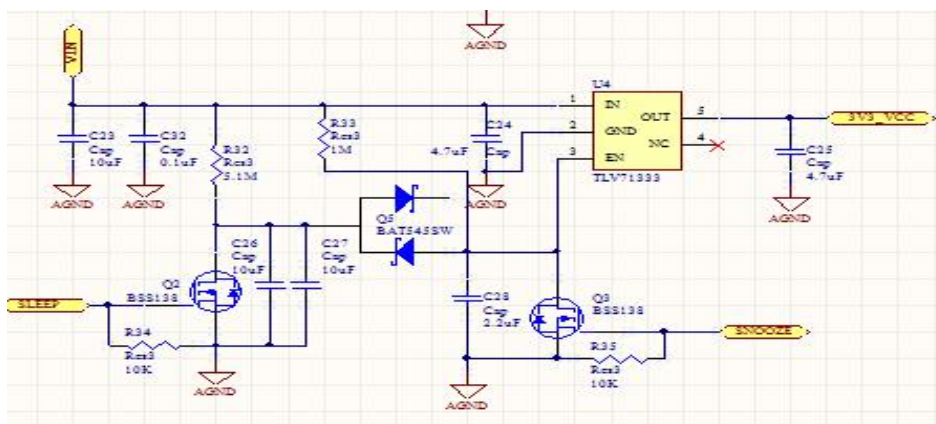 AGND
VIN
U4
1
IN
OUT
5
3V3_VCC
2
GND
NC
4
3
EN
TLV71333
C23
Cap
10uF
C32
Cap
0.1uF
R32
Res3
5.1M
R33
Res3
1M
C24
4.7uF
Cap
C25
Cap
4.7uF
AGND
AGND
AGND
AGND
Q5
BAT54SSW
C26
Cap
10uF
C27
Cap
10uF
Q2
BSS138
SLEEP
R34
Res3
10K
C28
Cap
2.2uF
Q3
BSS138
SNOOZE
R35
Res3
10K
AGND
AGND